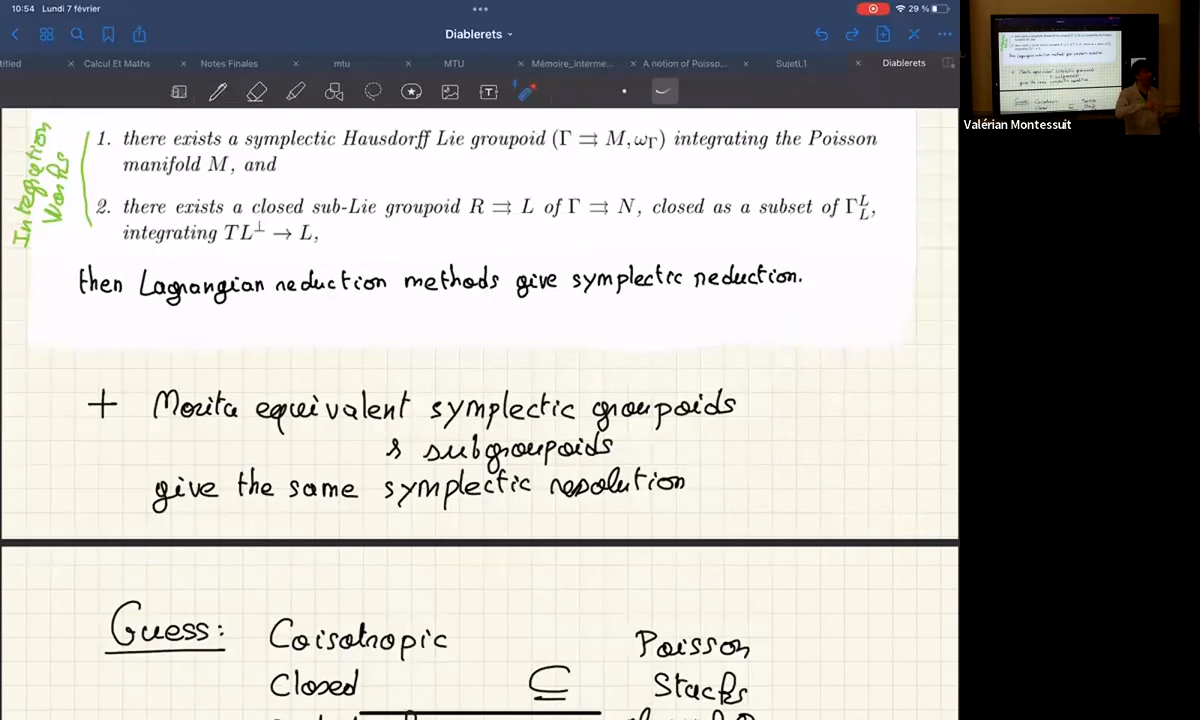 10:54 Lundi 7 février
29 %
Diablerets
Calcul Et Maths
Notes Finales
mtu
MTU
Mémoire_interme...
A notion of Poisso...
SujetL1
Diablerets
Valérian Montessuit
Integration
Works
1. there exists a symplectic Hausdorff Lie groupoid (Γ ⇉ M, ωΓ) integrating the Poisson
manifold M, and
2. there exists a closed sub-Lie groupoid R ⇉ L of Γ ⇉ N, closed as a subset of Γ_L^L,
integrating TL^⊥ → L,
then Lagrangian reduction methods give symplectic reduction.
+ Morita equivalent symplectic groupoids
& subgroupoids
give the same symplectic resolution
Guess: Coisotropic Poisson
Closed ⊆ Stacks